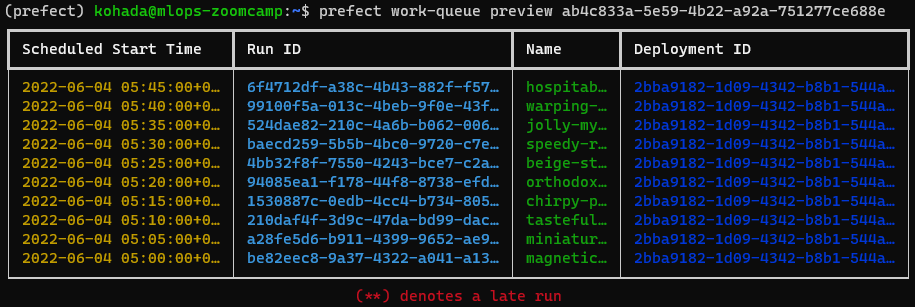 (prefect) kohada@mlops-zoomcamp:~$ prefect work-queue preview ab4c833a-5e59-4b22-a92a-751277ce688e
Scheduled Start Time Run ID Name Deployment ID
2022-06-04 05:45:00+0… 6f4712df-a38c-4b43-882f-f57… hospitab… 2bba9182-1d09-4342-b8b1-544a…
2022-06-04 05:40:00+0… 99100f5a-013c-4beb-9f0e-43f… warping-… 2bba9182-1d09-4342-b8b1-544a…
2022-06-04 05:35:00+0… 524dae82-210c-4a6b-b062-006… jolly-my… 2bba9182-1d09-4342-b8b1-544a…
2022-06-04 05:30:00+0… baecd259-5b5b-4bc0-9720-c7e… speedy-r… 2bba9182-1d09-4342-b8b1-544a…
2022-06-04 05:25:00+0… 4bb32f8f-7550-4243-bce7-c2a… beige-st… 2bba9182-1d09-4342-b8b1-544a…
2022-06-04 05:20:00+0… 94085ea1-f178-44f8-8738-efd… orthodox… 2bba9182-1d09-4342-b8b1-544a…
2022-06-04 05:15:00+0… 1530887c-0edb-4cc4-b734-805… chirpy-p… 2bba9182-1d09-4342-b8b1-544a…
2022-06-04 05:10:00+0… 210daf4f-3d9c-47da-bd99-dac… tasteful… 2bba9182-1d09-4342-b8b1-544a…
2022-06-04 05:05:00+0… a28fe5d6-b911-4399-9652-ae9… miniatur… 2bba9182-1d09-4342-b8b1-544a…
2022-06-04 05:00:00+0… be82eec8-9a37-4322-a041-a13… magnetic… 2bba9182-1d09-4342-b8b1-544a…
(**) denotes a late run